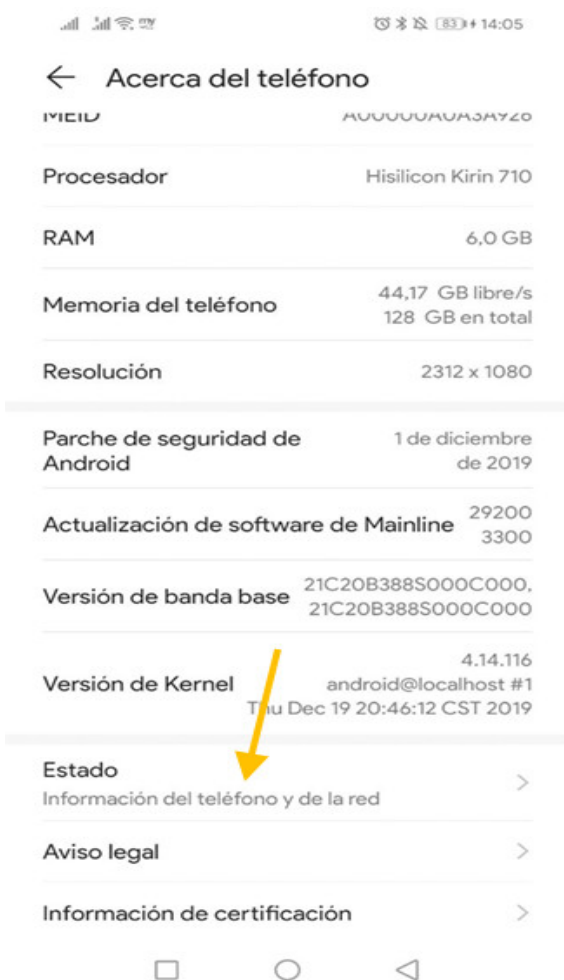 83 14:05
Acerca del teléfono
MEID A00000A0A3A926
Procesador Hisilicon Kirin 710
RAM 6,0 GB
Memoria del teléfono 44,17 GB libre/s
128 GB en total
Resolución 2312 x 1080
Parche de seguridad de Android 1 de diciembre de 2019
Actualización de software de Mainline 29200
3300
Versión de banda base 21C20B388S000C000,
21C20B388S000C000
Versión de Kernel 4.14.116
android@localhost #1
Thu Dec 19 20:46:12 CST 2019
Estado
Información del teléfono y de la red
Aviso legal
Información de certificación